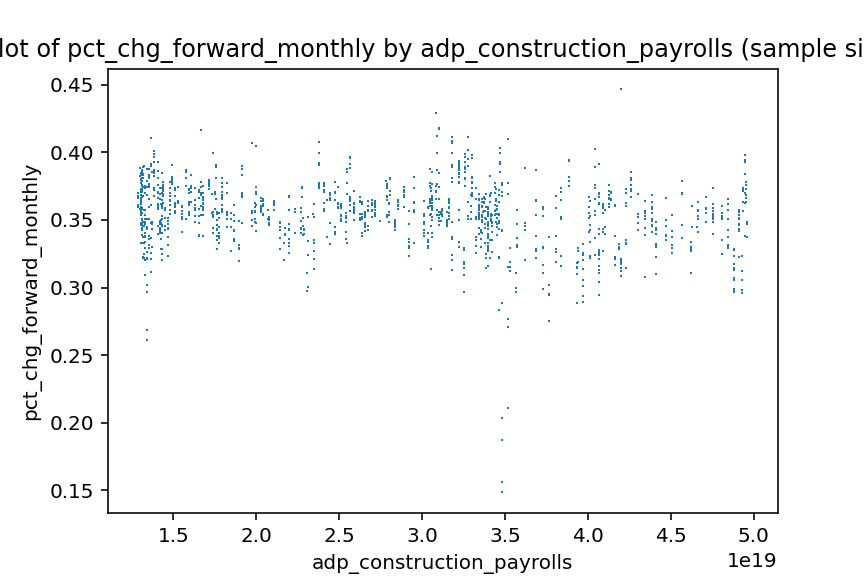 lot of pct_chg_forward_monthly by adp_construction_payrolls (sample si
0.45
0.40
0.35
0.30
0.25
0.20
0.15
pct_chg_forward_monthly
1.5 2.0 2.5 3.0 3.5 4.0 4.5 5.0
adp_construction_payrolls
1e19